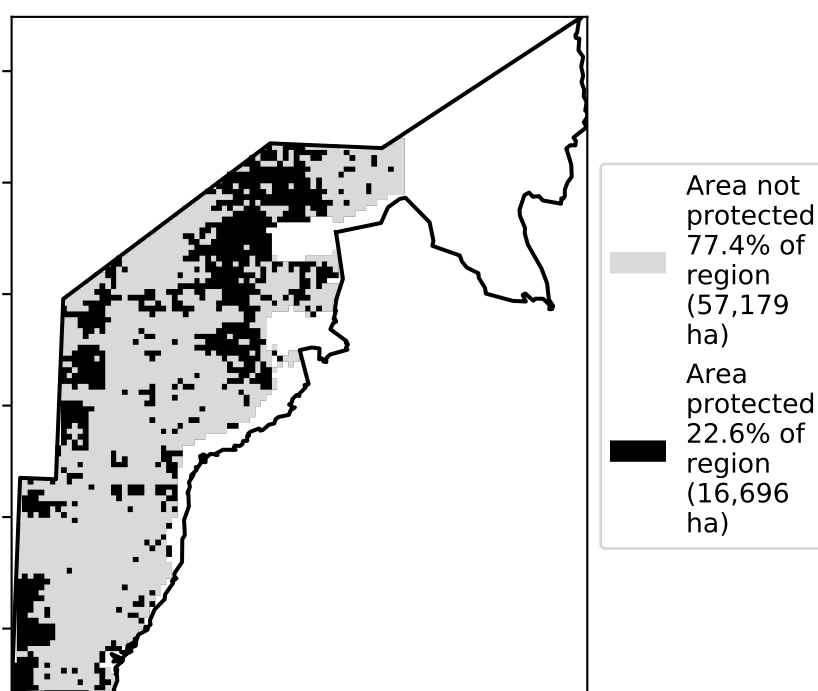 Area not
protected
77.4% of
region
(57,179
ha)
Area
protected
22.6% of
region
(16,696
ha)